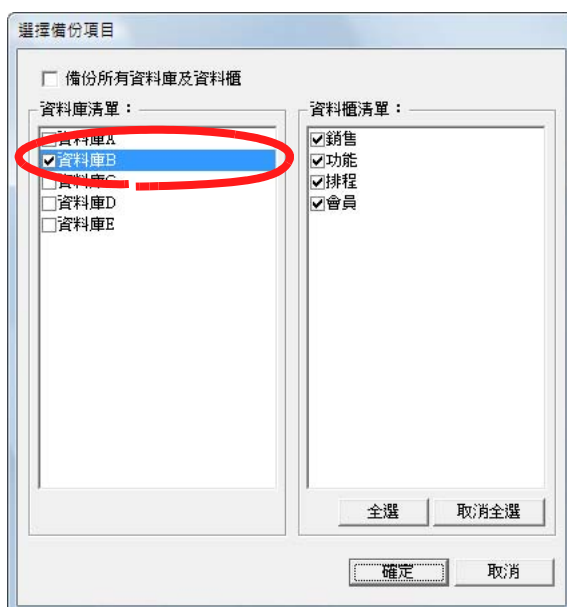 選擇備份項目
備份所有資料庫及資料櫃
資料庫清單：
資料庫A
資料庫B
資料庫C
資料庫D
資料庫E
資料櫃清單：
銷售
功能
排程
會員
全選
取消全選
確定
取消